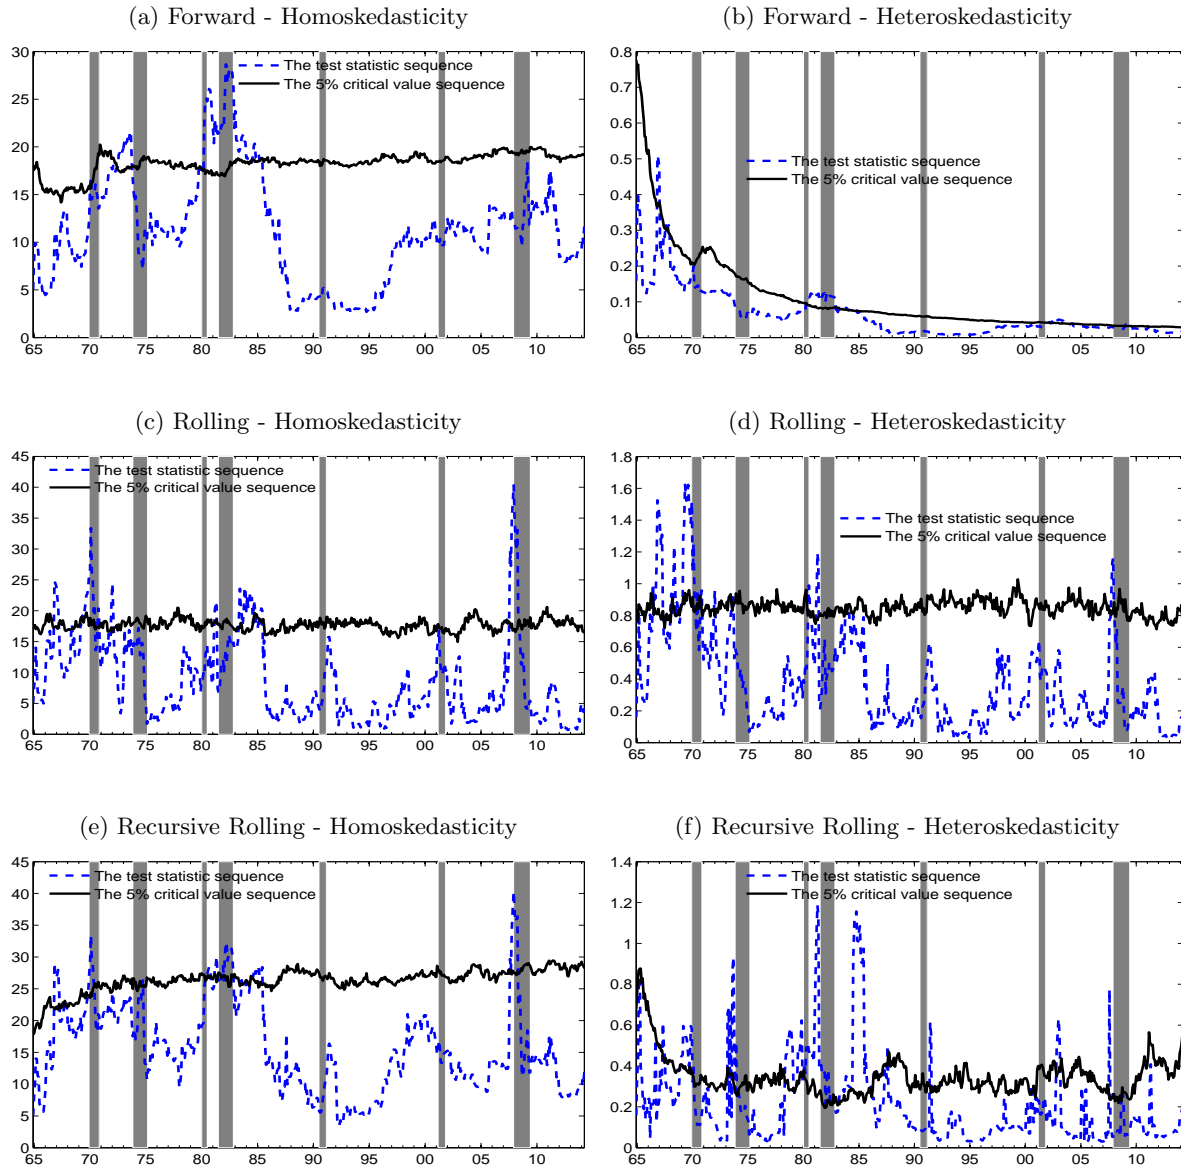 (a) Forward - Homoskedasticity
30
25
20
15
10
5
0
65 70 75 80 85 90 95 00 05 10
The test statistic sequence
The 5% critical value sequence
(b) Forward - Heteroskedasticity
0.8
0.7
0.6
0.5
0.4
0.3
0.2
0.1
0
65 70 75 80 85 90 95 00 05 10
The test statistic sequence
The 5% critical value sequence
(c) Rolling - Homoskedasticity
45
40
35
30
25
20
15
10
5
0
65 70 75 80 85 90 95 00 05 10
The test statistic sequence
The 5% critical value sequence
(d) Rolling - Heteroskedasticity
1.8
1.6
1.4
1.2
1
0.8
0.6
0.4
0.2
0
65 70 75 80 85 90 95 00 05 10
The test statistic sequence
The 5% critical value sequence
(e) Recursive Rolling - Homoskedasticity
45
40
35
30
25
20
15
10
5
0
65 70 75 80 85 90 95 00 05 10
The test statistic sequence
The 5% critical value sequence
(f) Recursive Rolling - Heteroskedasticity
1.4
1.2
1
0.8
0.6
0.4
0.2
0
65 70 75 80 85 90 95 00 05 10
The test statistic sequence
The 5% critical value sequence